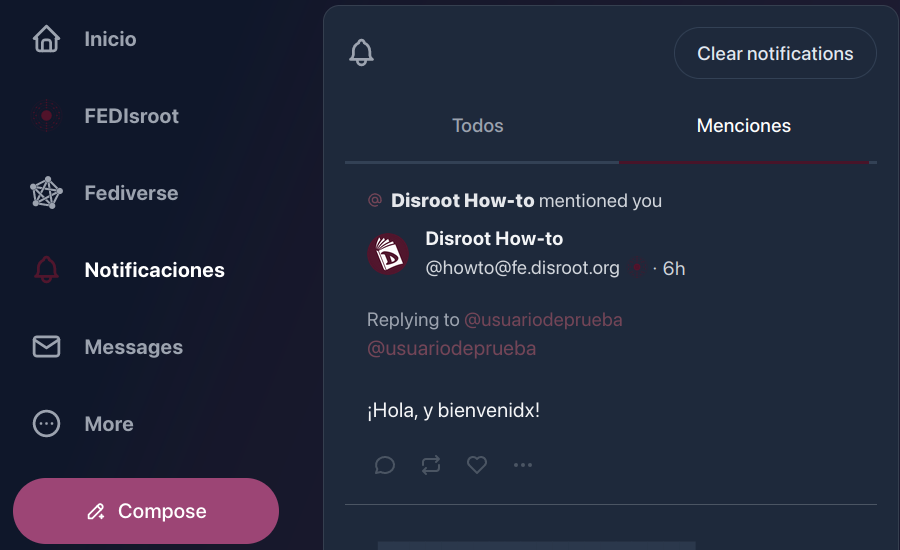 Inicio
FEDIsroot
Fediverse
Notificaciones
Messages
More
Compose
Clear notifications
Todos
Menciones
@ Disroot How-to mentioned you
Disroot How-to
@howto@fe.disroot.org · 6h
Replying to @usuariodeprueba
@usuariodeprueba
¡Hola, y bienvenidx!